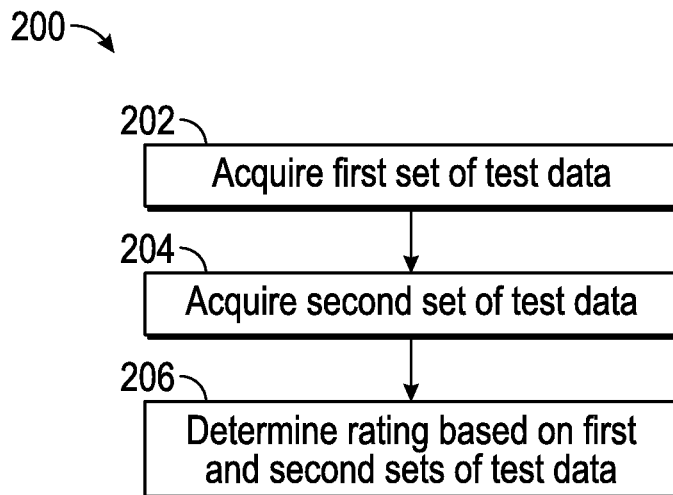 200
202
Acquire first set of test data
204
Acquire second set of test data
206
Determine rating based on first
and second sets of test data